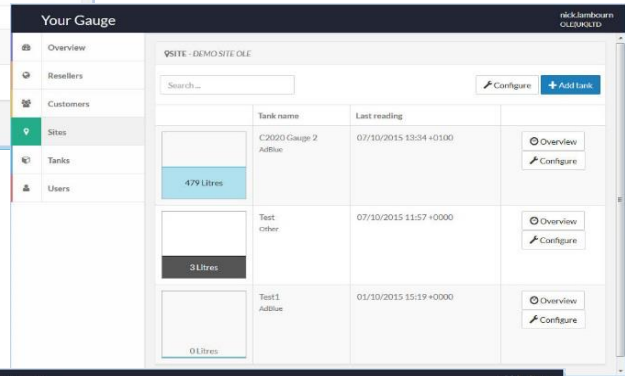 Your Gauge
nick.lambourn
OLE(UK)LTD
Overview
Resellers
Customers
Sites
Tanks
Users
SITE - DEMO SITE OLE
Search...
Configure
Add tank
Tank name
Last reading
479 Litres
C2020 Gauge 2
AdBlue
07/10/2015 13:34 +0100
Overview
Configure
3 Litres
Test
Other
07/10/2015 11:57 +0000
Overview
Configure
0 Litres
Test1
AdBlue
01/10/2015 15:19 +0000
Overview
Configure